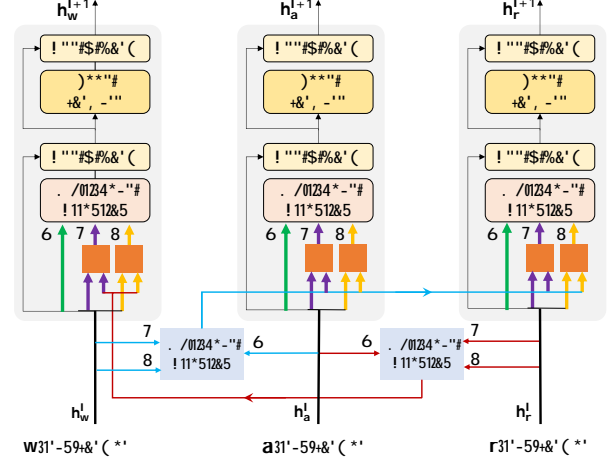 h_w^{l+1}
h_a^{l+1}
h_r^{l+1}
! ""#$#%&'(
! ""#$#%&'(
! ""#$#%&'(
)**"#
+&', -'"
)**"#
+&', -'"
)**"#
+&', -'"
! ""#$#%&'(
! ""#$#%&'(
! ""#$#%&'(
. /01234*-"#
! 11*512&5
. /01234*-"#
! 11*512&5
. /01234*-"#
! 11*512&5
6 7 8
6 7 8
6 7 8
7
8
. /01234*-"#
! 11*512&5
6
6
. /01234*-"#
! 11*512&5
7
8
h_w^l
h_a^l
h_r^l
w31'-59+&'(*'
a31'-59+&'(*'
r31'-59+&'(*'